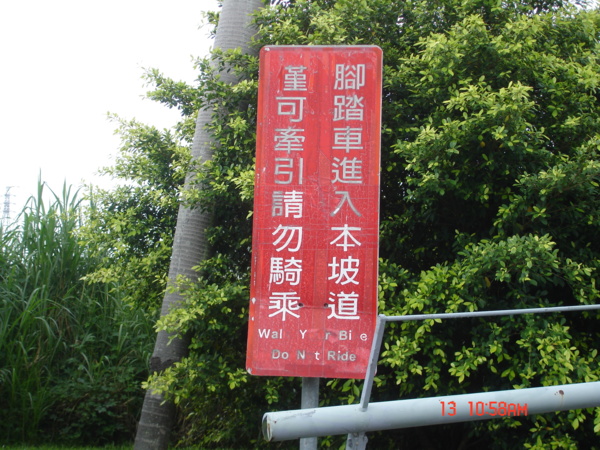 腳踏車進入本坡道
僅可牽引請勿騎乘
Wal Y r Bi e
Do N t Ride
13 10:58AM